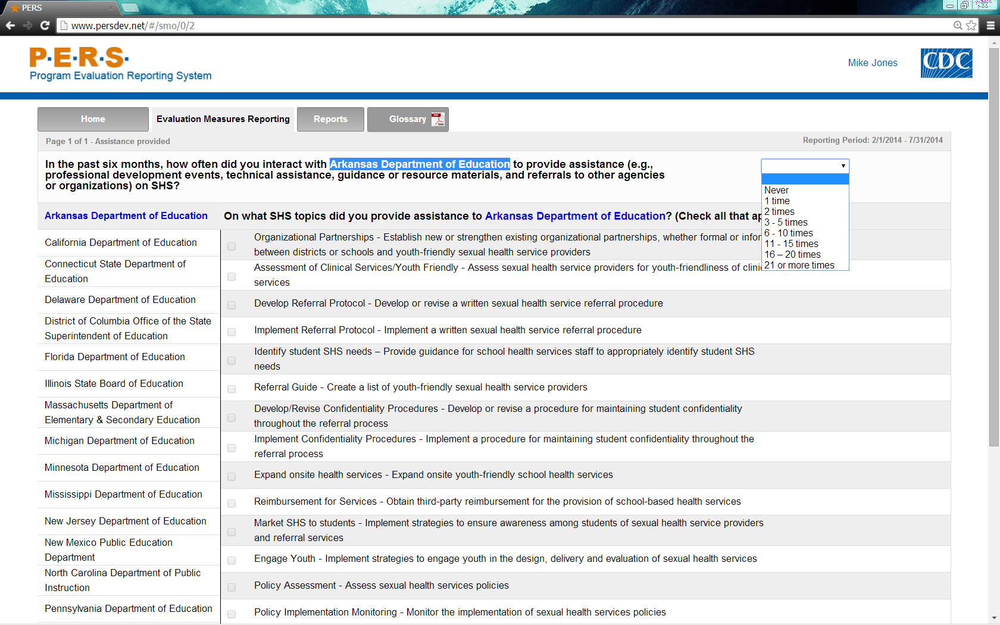 PERS
www.persdev.net/#/smo/0/2
P·E·R·S·
Program Evaluation Reporting System
Mike Jones
CDC
Home
Evaluation Measures Reporting
Reports
Glossary
Page 1 of 1 - Assistance provided
Reporting Period: 2/1/2014 - 7/31/2014
In the past six months, how often did you interact with Arkansas Department of Education to provide assistance (e.g.,
professional development events, technical assistance, guidance or resource materials, and referrals to other agencies
or organizations) on SHS?
Never
1 time
2 times
3 - 5 times
6 - 10 times
11 - 15 times
16 – 20 times
21 or more times
Arkansas Department of Education
California Department of Education
Connecticut State Department of
Education
Delaware Department of Education
District of Columbia Office of the State
Superintendent of Education
Florida Department of Education
Illinois State Board of Education
Massachusetts Department of
Elementary & Secondary Education
Michigan Department of Education
Minnesota Department of Education
Mississippi Department of Education
New Jersey Department of Education
New Mexico Public Education
Department
North Carolina Department of Public
Instruction
Pennsylvania Department of Education
On what SHS topics did you provide assistance to Arkansas Department of Education? (Check all that ap
Organizational Partnerships - Establish new or strengthen existing organizational partnerships, whether formal or infor
between districts or schools and youth-friendly sexual health service providers
Assessment of Clinical Services/Youth Friendly - Assess sexual health service providers for youth-friendliness of clini
services
Develop Referral Protocol - Develop or revise a written sexual health service referral procedure
Implement Referral Protocol - Implement a written sexual health service referral procedure
Identify student SHS needs – Provide guidance for school health services staff to appropriately identify student SHS
needs
Referral Guide - Create a list of youth-friendly sexual health service providers
Develop/Revise Confidentiality Procedures - Develop or revise a procedure for maintaining student confidentiality
throughout the referral process
Implement Confidentiality Procedures - Implement a procedure for maintaining student confidentiality throughout the
referral process
Expand onsite health services - Expand onsite youth-friendly school health services
Reimbursement for Services - Obtain third-party reimbursement for the provision of school-based health services
Market SHS to students - Implement strategies to ensure awareness among students of sexual health service providers
and referral services
Engage Youth - Implement strategies to engage youth in the design, delivery and evaluation of sexual health services
Policy Assessment - Assess sexual health services policies
Policy Implementation Monitoring - Monitor the implementation of sexual health services policies